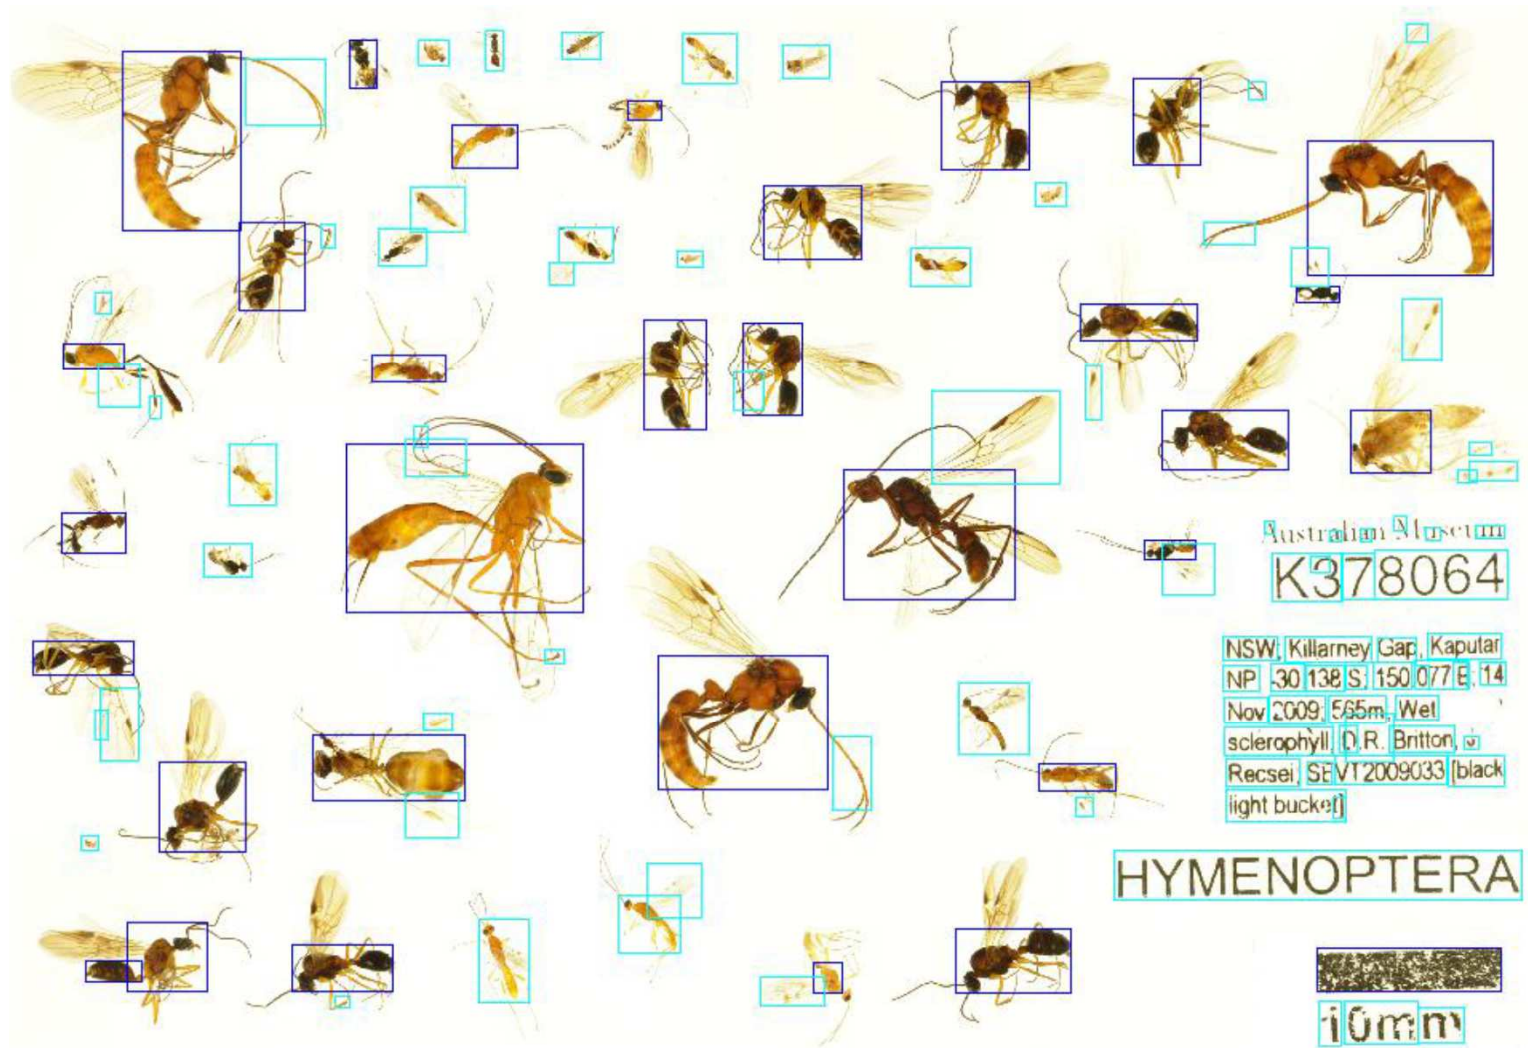 Australian Museum
K378064
NSW, Killarney Gap, Kaputar
NP -30 138 S, 150 077 E, 14
Nov 2009, 565m, Wet
sclerophyll, D.R. Britton, J
Recsei, SEVT2009033 [black
light bucket]
HYMENOPTERA
10mm